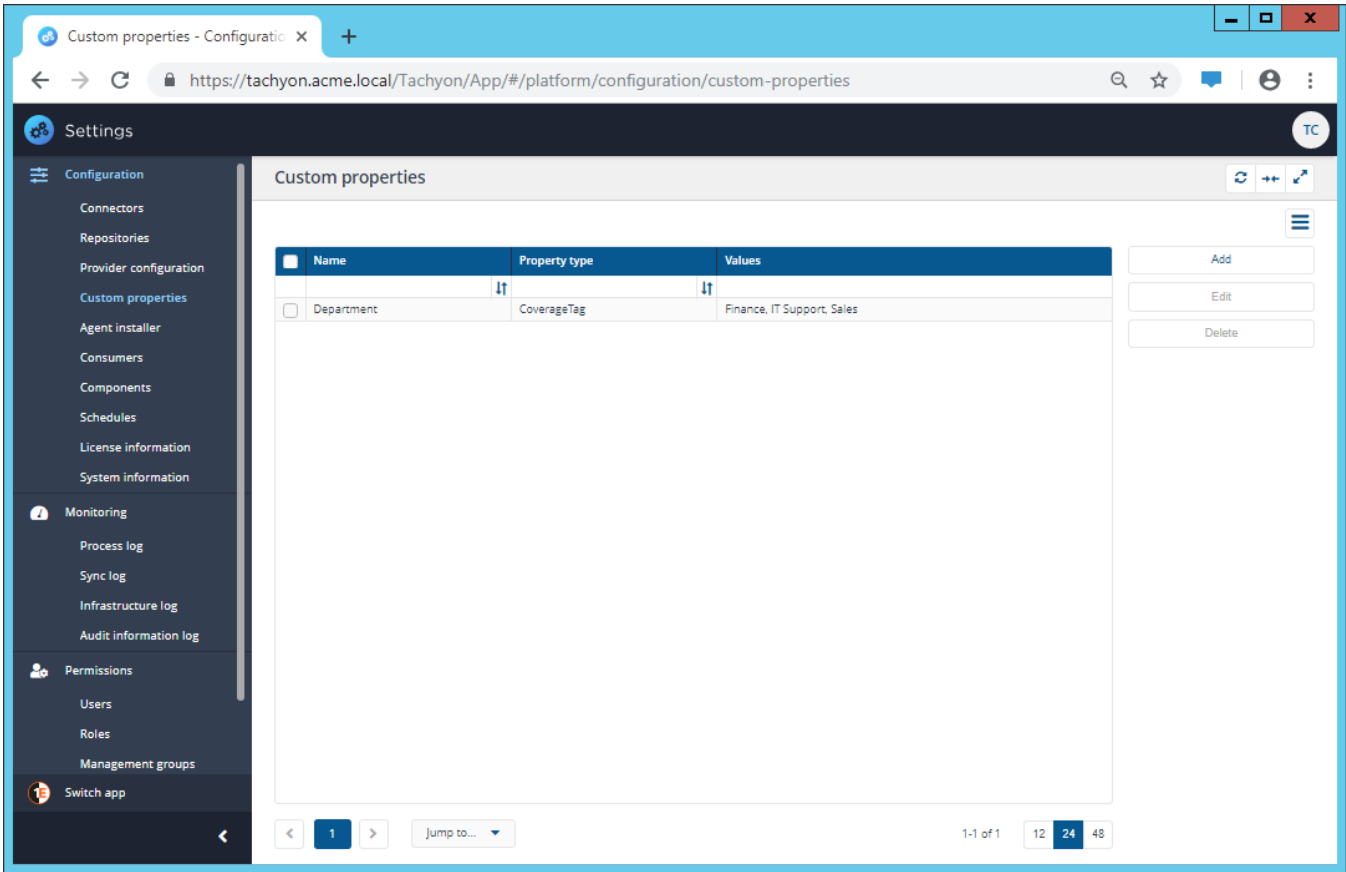 Custom properties - Configuratio
https://tachyon.acme.local/Tachyon/App/#/platform/configuration/custom-properties
Settings
TC
Configuration
Connectors
Repositories
Provider configuration
Custom properties
Agent installer
Consumers
Components
Schedules
License information
System information
Monitoring
Process log
Sync log
Infrastructure log
Audit information log
Permissions
Users
Roles
Management groups
1E Switch app
Custom properties
Name Property type Values
Department CoverageTag Finance, IT Support, Sales
Add
Edit
Delete
1 Jump to... 1-1 of 1 12 24 48